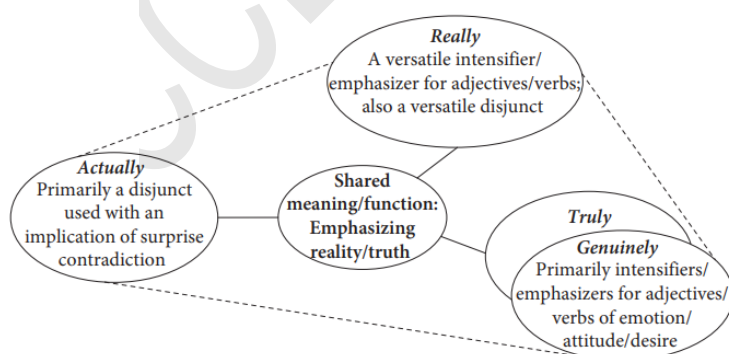 Really
A versatile intensifier/
emphasizer for adjectives/verbs;
also a versatile disjunct
Actually
Primarily a disjunct
used with an
implication of surprise
contradiction
Shared
meaning/function:
Emphasizing
reality/truth
Truly
Genuinely
Primarily intensifiers/
emphasizers for adjectives/
verbs of emotion/
attitude/desire